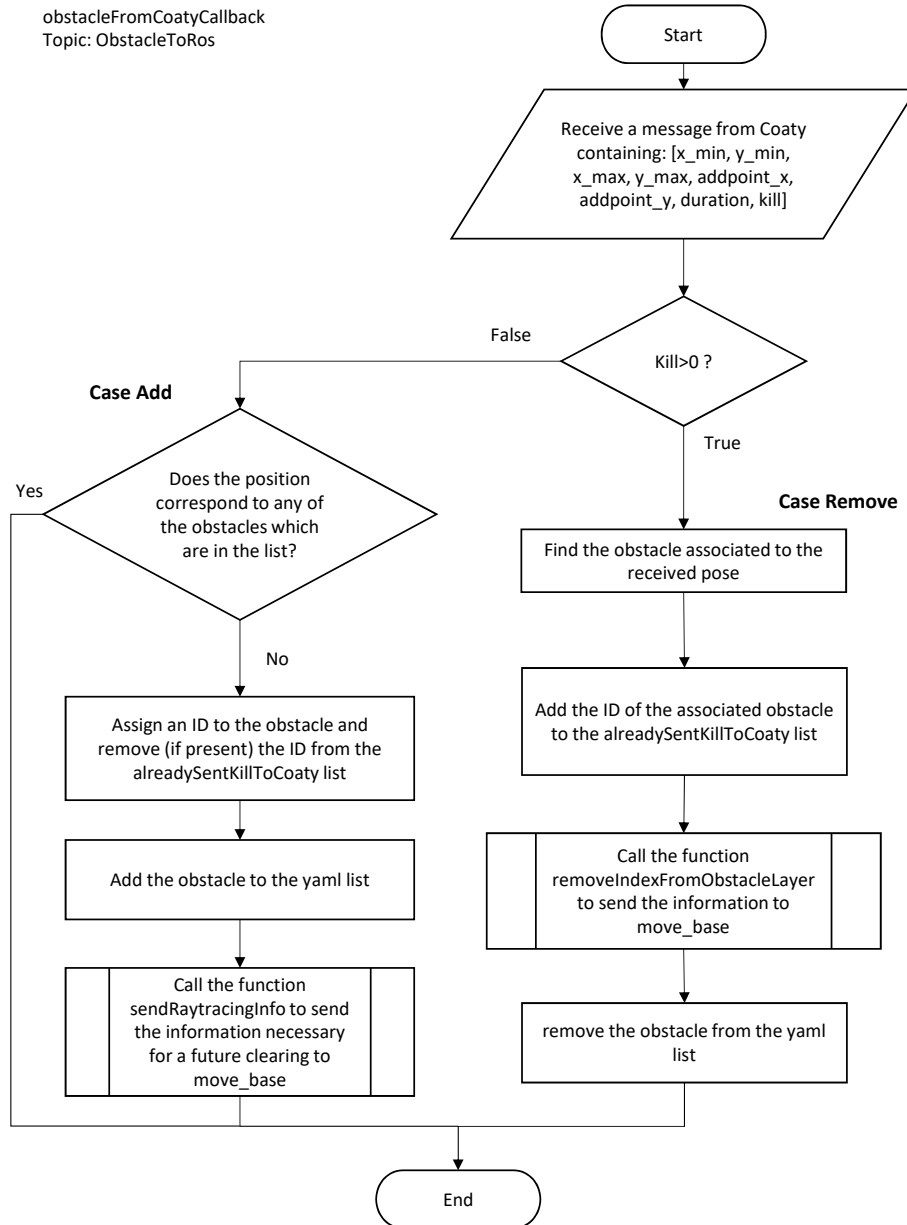 obstacleFromCoatyCallback
Topic: ObstacleToRos
Start
Receive a message from Coaty
containing: [x_min, y_min,
x_max, y_max, addpoint_x,
addpoint_y, duration, kill]
False
Kill>0 ?
Case Add
True
Yes
Does the position
correspond to any of
the obstacles which
are in the list?
Case Remove
Find the obstacle associated to the
received pose
No
Assign an ID to the obstacle and
remove (if present) the ID from the
alreadySentKillToCoaty list
Add the ID of the associated obstacle
to the alreadySentKillToCoaty list
Add the obstacle to the yaml list
Call the function
removeIndexFromObstacleLayer
to send the information to
move_base
Call the function
sendRaytracingInfo to send
the information necessary
for a future clearing to
move_base
remove the obstacle from the yaml
list
End